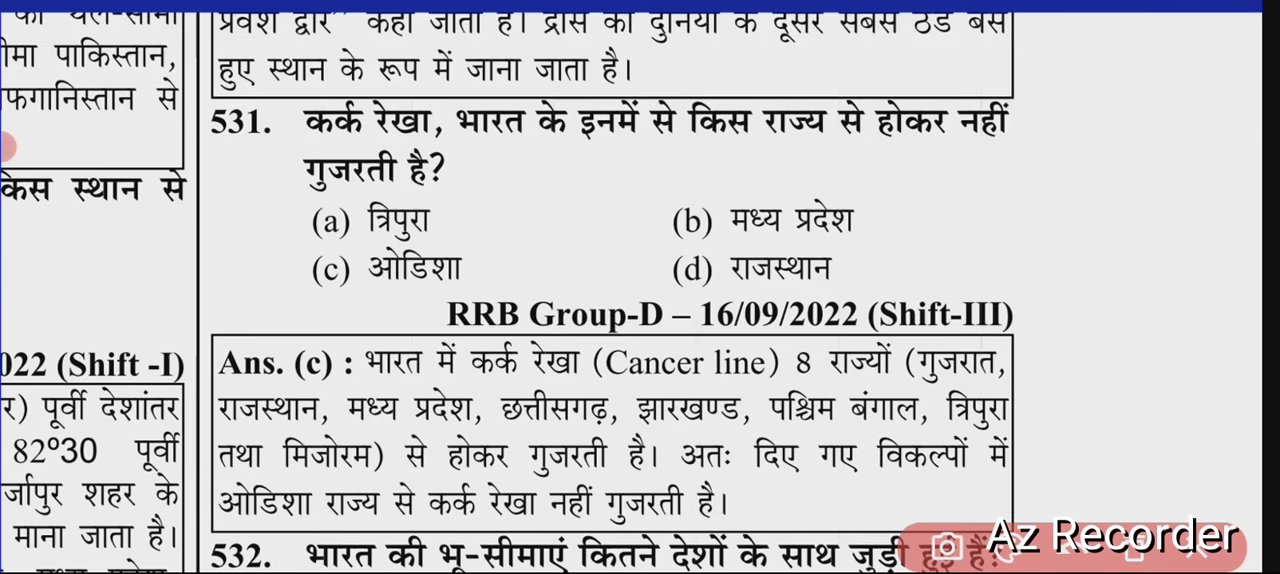 ीमा पाकिस्तान,
फगानिस्तान से
किस स्थान से
022 (Shift -I)
र) पूर्वी देशांतर
82°30 पूर्वी
र्जापुर शहर के
माना जाता है।
प्रवेश द्वार'' कहा जाता है। द्रास को दुनिया के दूसरे सबसे ठंडे बसे
हुए स्थान के रूप में जाना जाता है।
531. कर्क रेखा, भारत के इनमें से किस राज्य से होकर नहीं
गुजरती है?
(a) त्रिपुरा (b) मध्य प्रदेश
(c) ओडिशा (d) राजस्थान
RRB Group-D – 16/09/2022 (Shift-III)
Ans. (c) : भारत में कर्क रेखा (Cancer line) 8 राज्यों (गुजरात,
राजस्थान, मध्य प्रदेश, छत्तीसगढ़, झारखण्ड, पश्चिम बंगाल, त्रिपुरा
तथा मिजोरम) से होकर गुजरती है। अतः दिए गए विकल्पों में
ओडिशा राज्य से कर्क रेखा नहीं गुजरती है।
532. भारत की भू-सीमाएं कितने देशों के साथ जुड़ी हुई हैं?
Az Recorder